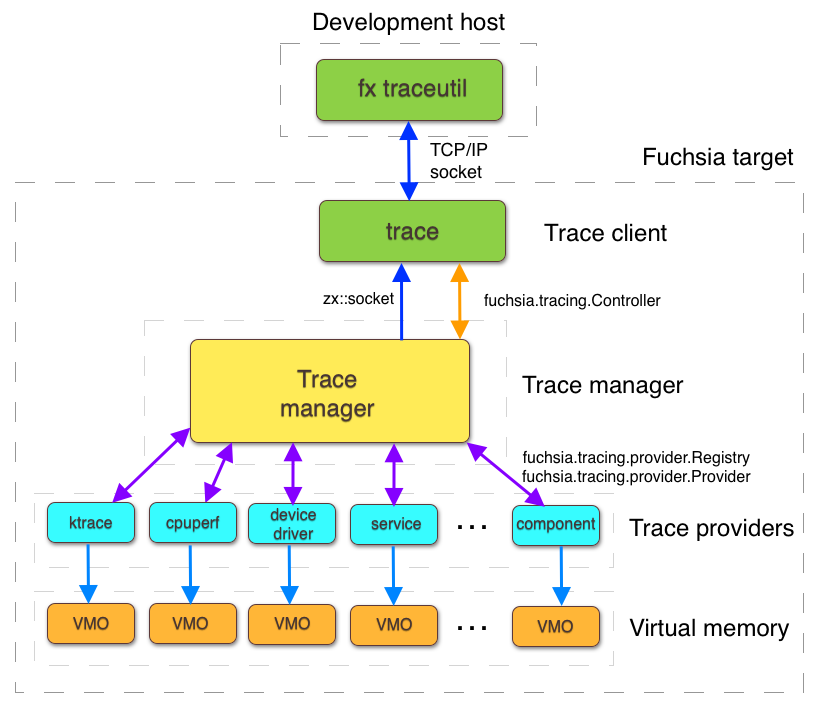 Development host
fx traceutil
TCP/IP
socket
Fuchsia target
trace
Trace client
zx::socket
fuchsia.tracing.Controller
Trace
manager
Trace manager
fuchsia.tracing.provider.Registry
fuchsia.tracing.provider.Provider
ktrace
cpuperf
device
driver
service
...
component
Trace providers
VMO
VMO
VMO
VMO
...
VMO
Virtual memory